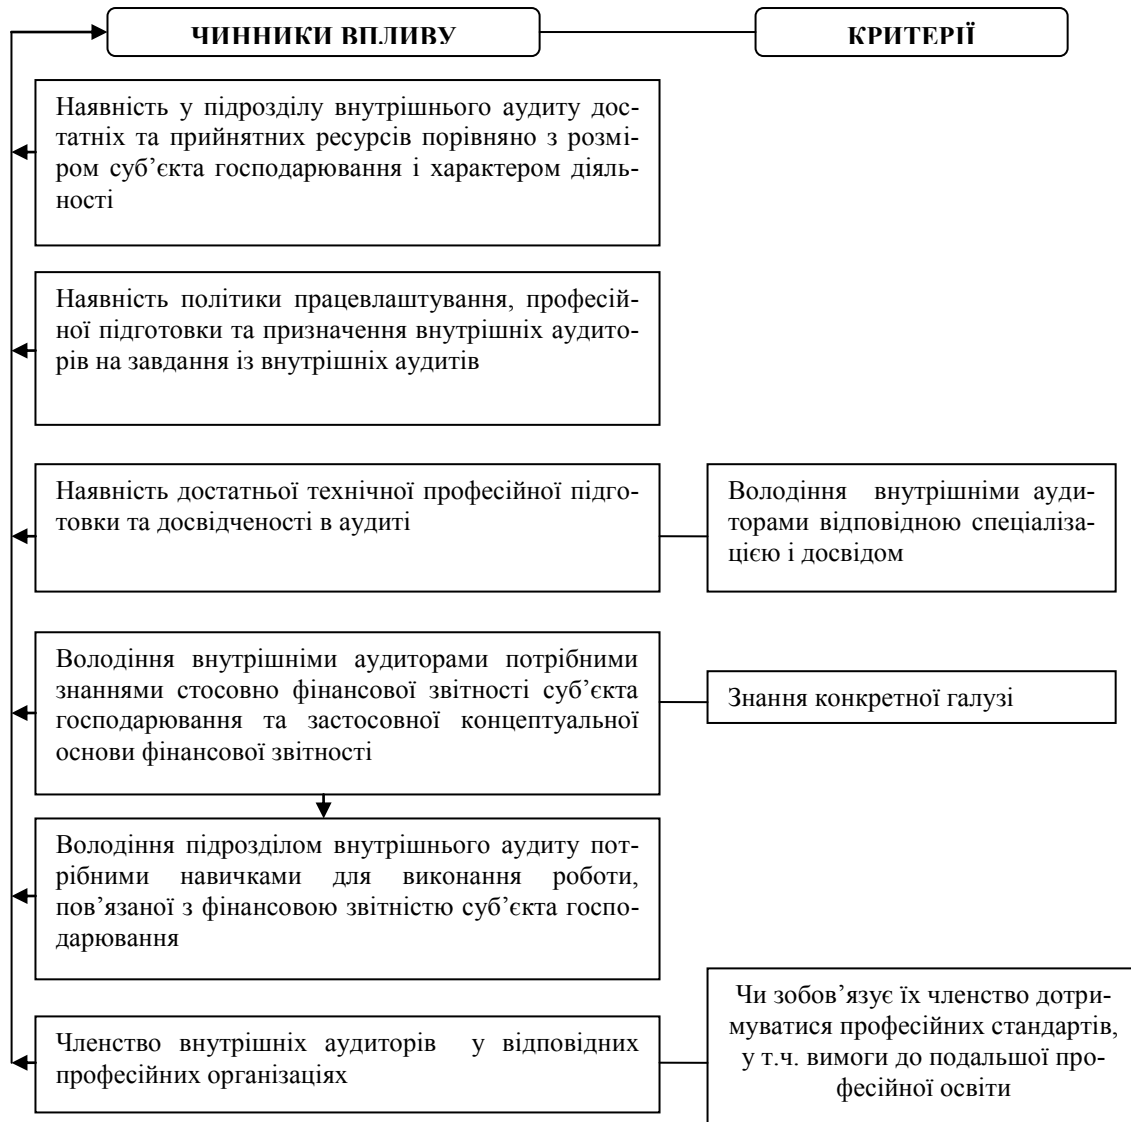 ЧИННИКИ ВПЛИВУ
КРИТЕРІЇ
Наявність у підрозділу внутрішнього аудиту дос-
татніх та прийнятних ресурсів порівняно з розмі-
ром суб’єкта господарювання і характером діяль-
ності
Наявність політики працевлаштування, професій-
ної підготовки та призначення внутрішніх аудито-
рів на завдання із внутрішніх аудитів
Наявність достатньої технічної професійної підго-
товки та досвідченості в аудиті
Володіння внутрішніми ауди-
торами відповідною спеціаліза-
цією і досвідом
Володіння внутрішніми аудиторами потрібними
знаннями стосовно фінансової звітності суб’єкта
господарювання та застосовної концептуальної
основи фінансової звітності
Знання конкретної галузі
Володіння підрозділом внутрішнього аудиту пот-
рібними навичками для виконання роботи,
пов’язаної з фінансовою звітністю суб’єкта госпо-
дарювання
Членство внутрішніх аудиторів у відповідних
професійних організаціях
Чи зобов’язує їх членство дотри-
муватися професійних стандартів,
у т.ч. вимоги до подальшої про-
фесійної освіти